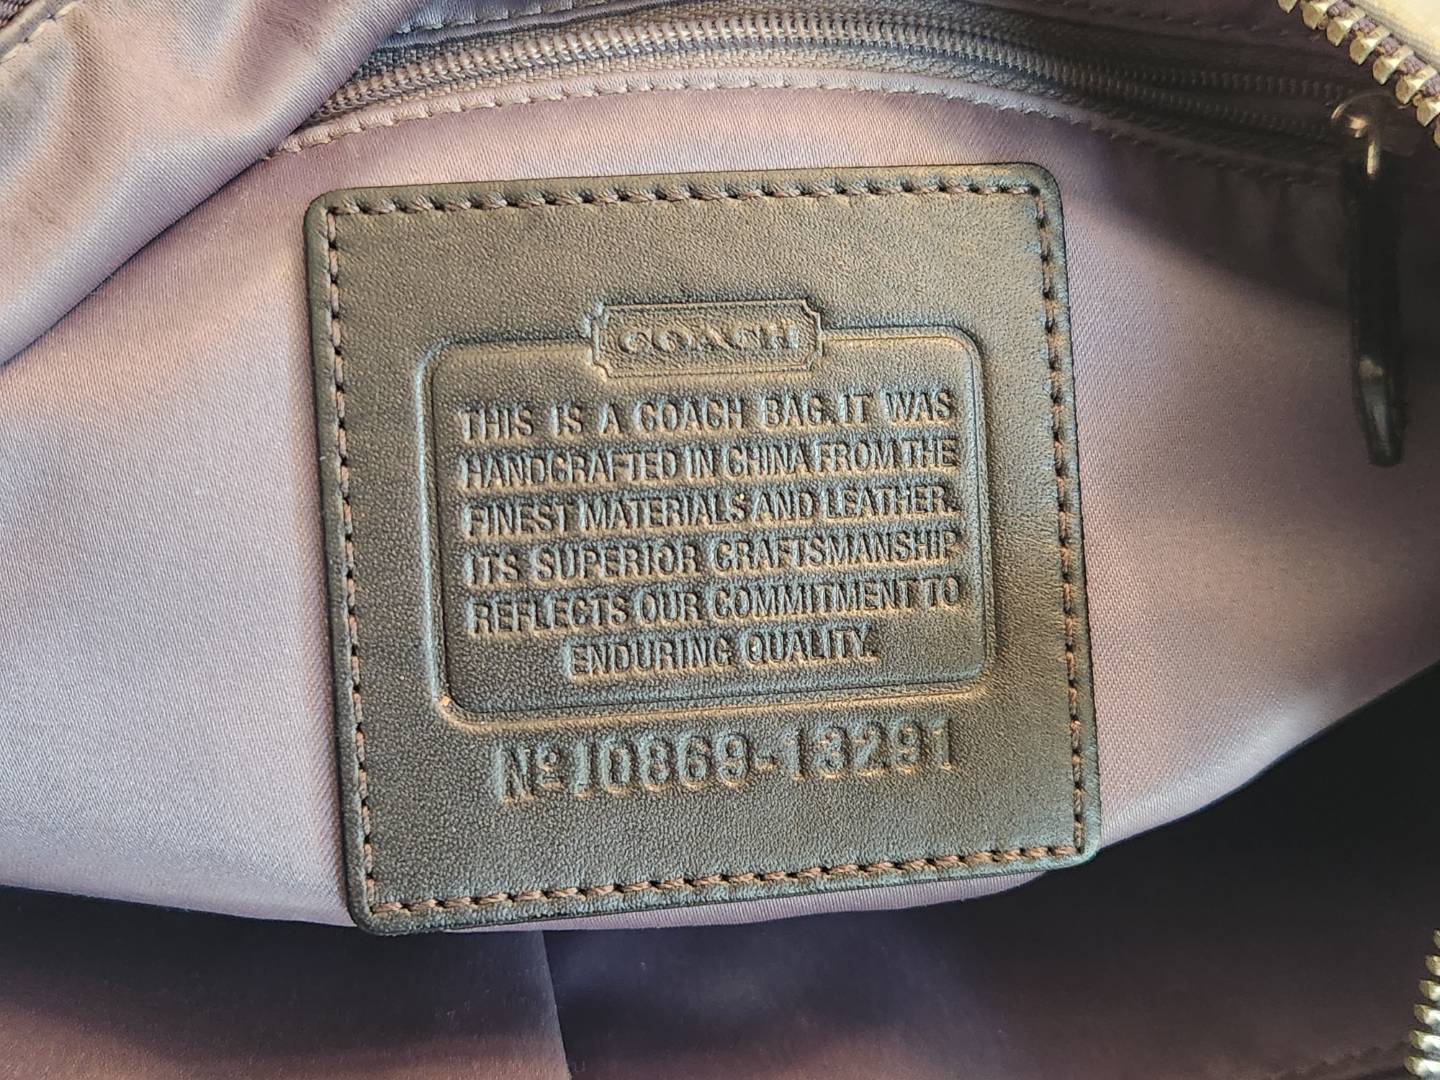 COACH
THIS IS A COACH BAG. IT WAS
HANDCRAFTED IN CHINA FROM THE
FINEST MATERIALS AND LEATHER.
ITS SUPERIOR CRAFTSMANSHIP
REFLECTS OUR COMMITMENT TO
ENDURING QUALITY.
Nº J0869-13291